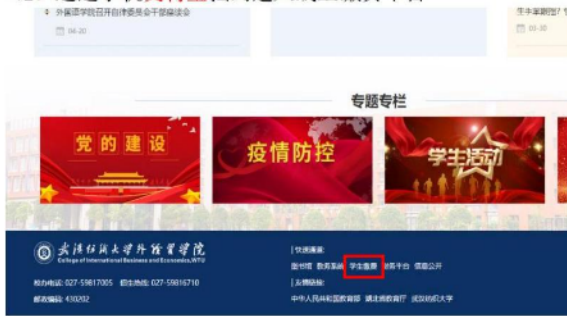 外国语学院召开自律委员会干部座谈会
04-20
专题专栏
党的建设
疫情防控
学生活动
武汉纺织大学外经贸学院
College of International Business and Economics,WTU
校办电话: 027-59817005 招生热线: 027-59816710
邮政编码: 430202
|快速通道:
图书馆 教务系统 学生缴费 服务平台 信息公开
|友情链接:
中华人民共和国教育部 湖北省教育厅 武汉纺织大学